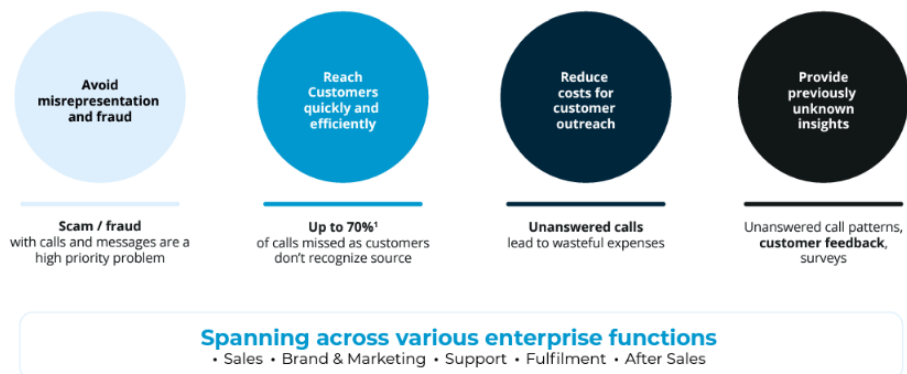 Avoid
misrepresentation
and fraud
Reach
Customers
quickly and
efficiently
Reduce
costs for
customer
outreach
Provide
previously
unknown
insights
Scam / fraud
with calls and messages are a
high priority problem
Up to 70%¹
of calls missed as customers
don't recognize source
Unanswered calls
lead to wasteful expenses
Unanswered call patterns,
customer feedback,
surveys
Spanning across various enterprise functions
• Sales • Brand & Marketing • Support • Fulfilment • After Sales